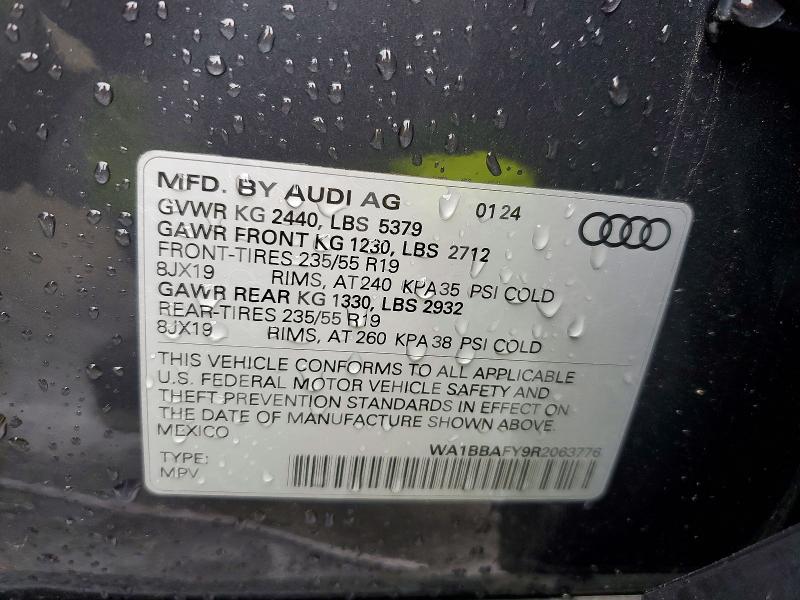 MFD. BY AUDI AG 01 24
GVWR KG 2440, LBS 5379
GAWR FRONT KG 1230, LBS 2712
FRONT-TIRES 235/55 R19
8JX19 RIMS, AT 240 KPA 35 PSI COLD
GAWR REAR KG 1330, LBS 2932
REAR-TIRES 235/55 R19
8JX19 RIMS, AT 260 KPA 38 PSI COLD
THIS VEHICLE CONFORMS TO ALL APPLICABLE
U.S. FEDERAL MOTOR VEHICLE SAFETY AND
THEFT PREVENTION STANDARDS IN EFFECT ON
THE DATE OF MANUFACTURE SHOWN ABOVE.
MEXICO
WA1BBAFY9R2063776
TYPE:
MPV